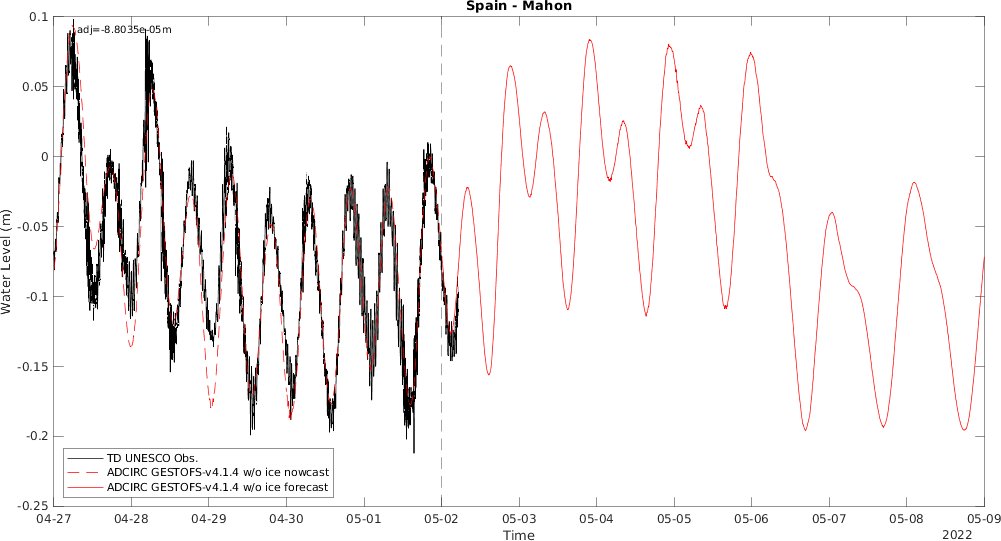 Spain - Mahon
adj=-8.8035e-05m
0.1
0.05
0
-0.05
-0.1
-0.15
-0.2
-0.25
Water Level (m)
TD UNESCO Obs.
ADCIRC GESTOFS-v4.1.4 w/o ice nowcast
ADCIRC GESTOFS-v4.1.4 w/o ice forecast
04-27 04-28 04-29 04-30 05-01 05-02 05-03 05-04 05-05 05-06 05-07 05-08 05-09
Time
2022